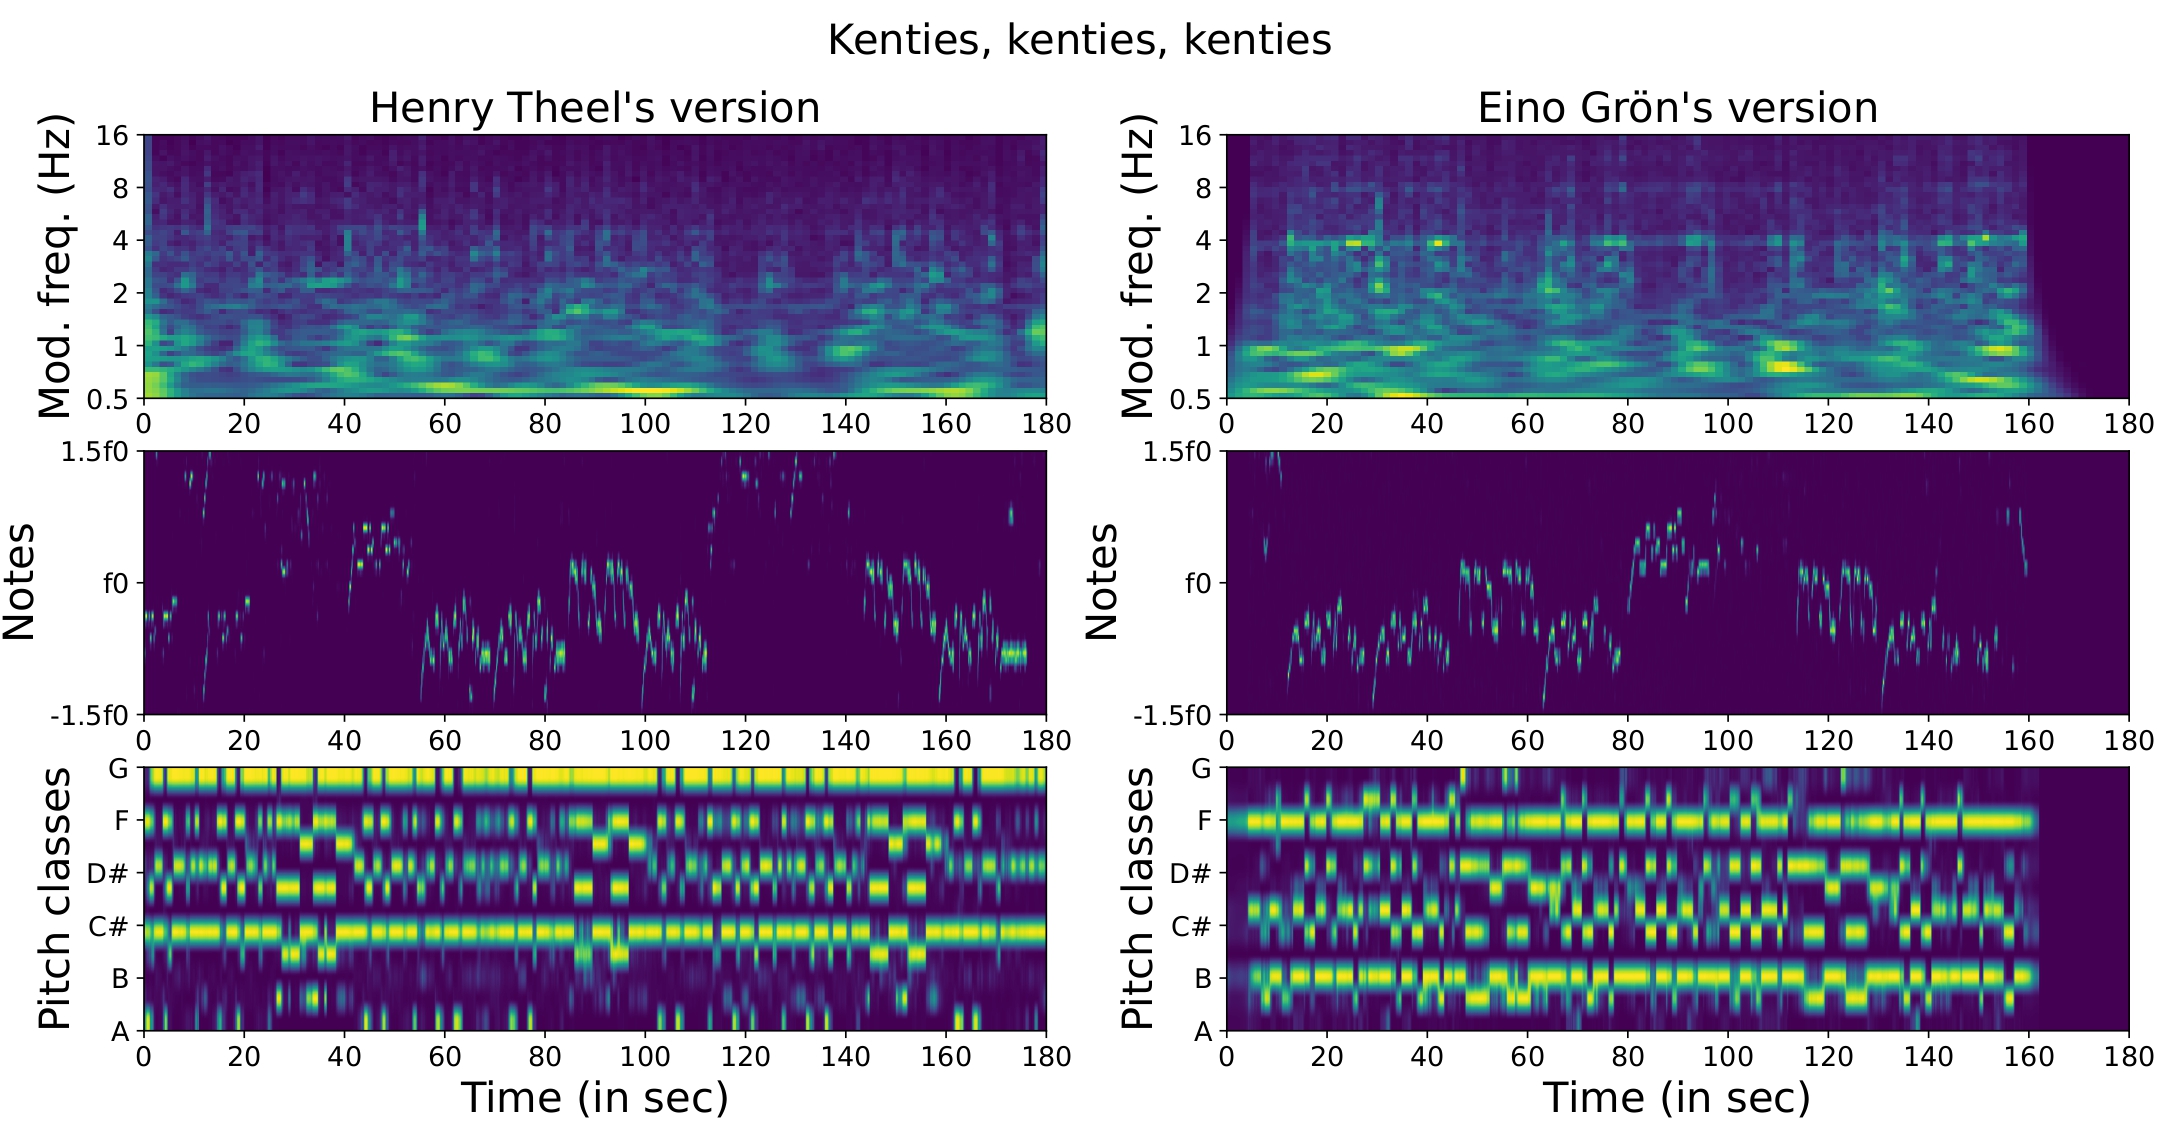 Kenties, kenties, kenties
Henry Theel's version
Mod. freq. (Hz)
16
8
4
2
1
0.5
0 20 40 60 80 100 120 140 160 180
Notes
1.5f0
f0
-1.5f0
0 20 40 60 80 100 120 140 160 180
Pitch classes
G
F
D#
C#
B
A
0 20 40 60 80 100 120 140 160 180
Time (in sec)
Eino Grön's version
Mod. freq. (Hz)
16
8
4
2
1
0.5
0 20 40 60 80 100 120 140 160 180
Notes
1.5f0
f0
-1.5f0
0 20 40 60 80 100 120 140 160 180
Pitch classes
G
F
D#
C#
B
A
0 20 40 60 80 100 120 140 160 180
Time (in sec)